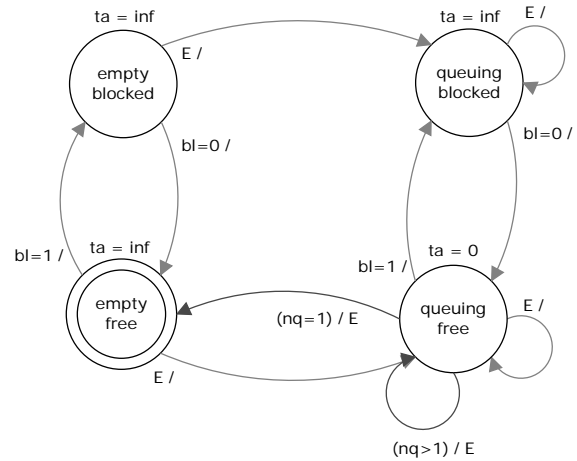 ta = inf
ta = inf
E /
E /
empty
blocked
queuing
blocked
bl=0 /
bl=0 /
bl=1 /
ta = inf
ta = 0
bl=1 /
empty
free
(nq=1) / E
queuing
free
E /
E /
(nq>1) / E